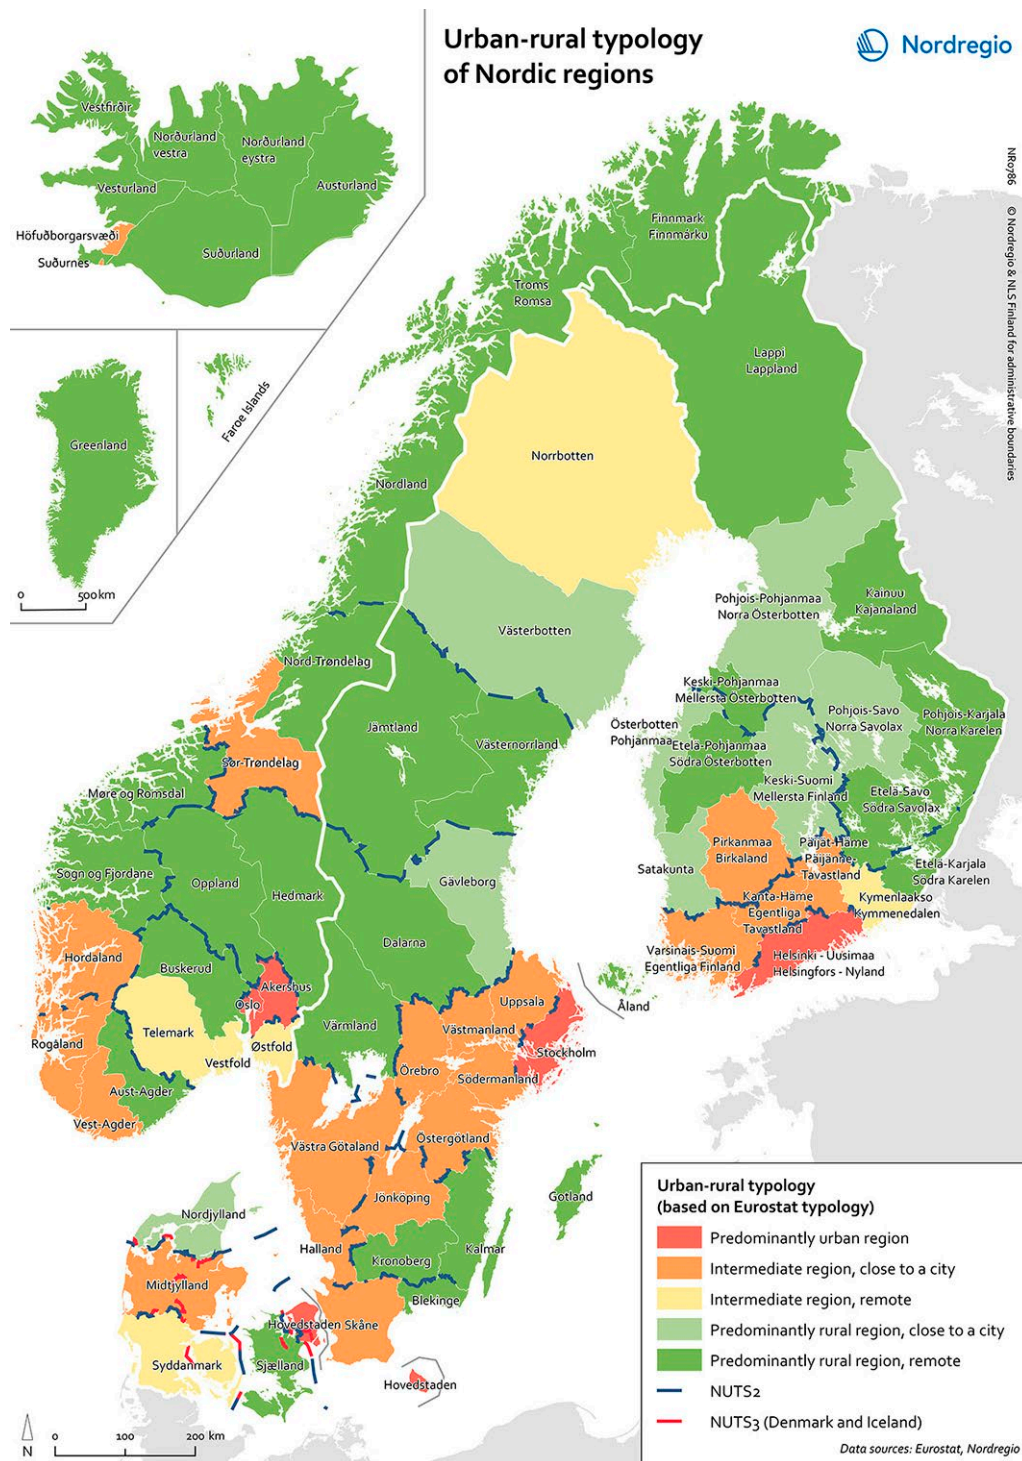 Urban-rural typology
of Nordic regions
Nordregio
NR0786 © Nordregio & NLS Finland for administrative boundaries
Vestfirðir
Norðurland
vestra
Norðurland
eystra
Vesturland
Austurland
Höfuðborgarsvæði
Suðurnes
Suðurland
Greenland
Faroe Islands
0 500 km
Finnmark
Finnmárku
Troms
Romsa
Lappi
Lappland
Norrbotten
Nordland
Västerbotten
Pohjois-Pohjanmaa
Norra Österbotten
Kainuu
Kajanaland
Nord-Trøndelag
Keski-Pohjanmaa
Mellersta Österbotten
Pohjois-Savo
Norra Savolax
Pohjois-Karjala
Norra Karelen
Jämtland
Västernorrland
Österbotten
Pohjanmaa
Etelä-Pohjanmaa
Södra Österbotten
Sør-Trøndelag
Keski-Suomi
Mellersta Finland
Etelä-Savo
Södra Savolax
Møre og Romsdal
Pirkanmaa
Birkaland
Päijät-Häme
Päijänne-
Tavastland
Sogn og Fjordane
Oppland
Hedmark
Gävleborg
Satakunta
Etelä-Karjala
Södra Karelen
Kanta-Häme
Egentliga
Tavastland
Kymenlaakso
Kymmenedalen
Hordaland
Buskerud
Dalarna
Varsinais-Suomi
Egentliga Finland
Helsinki - Uusimaa
Helsingfors - Nyland
Akershus
Oslo
Uppsala
Åland
Rogaland
Telemark
Vestfold
Østfold
Värmland
Västmanland
Stockholm
Örebro
Södermanland
Aust-Agder
Vest-Agder
Västra Götaland
Östergötland
Jönköping
Gotland
Nordjylland
Halland
Kronoberg
Kalmar
Midtjylland
Blekinge
Hovedstaden
Skåne
Syddanmark
Sjælland
Hovedstaden
N
0 100 200 km
Urban-rural typology
(based on Eurostat typology)
Predominantly urban region
Intermediate region, close to a city
Intermediate region, remote
Predominantly rural region, close to a city
Predominantly rural region, remote
NUTS2
NUTS3 (Denmark and Iceland)
Data sources: Eurostat, Nordregio